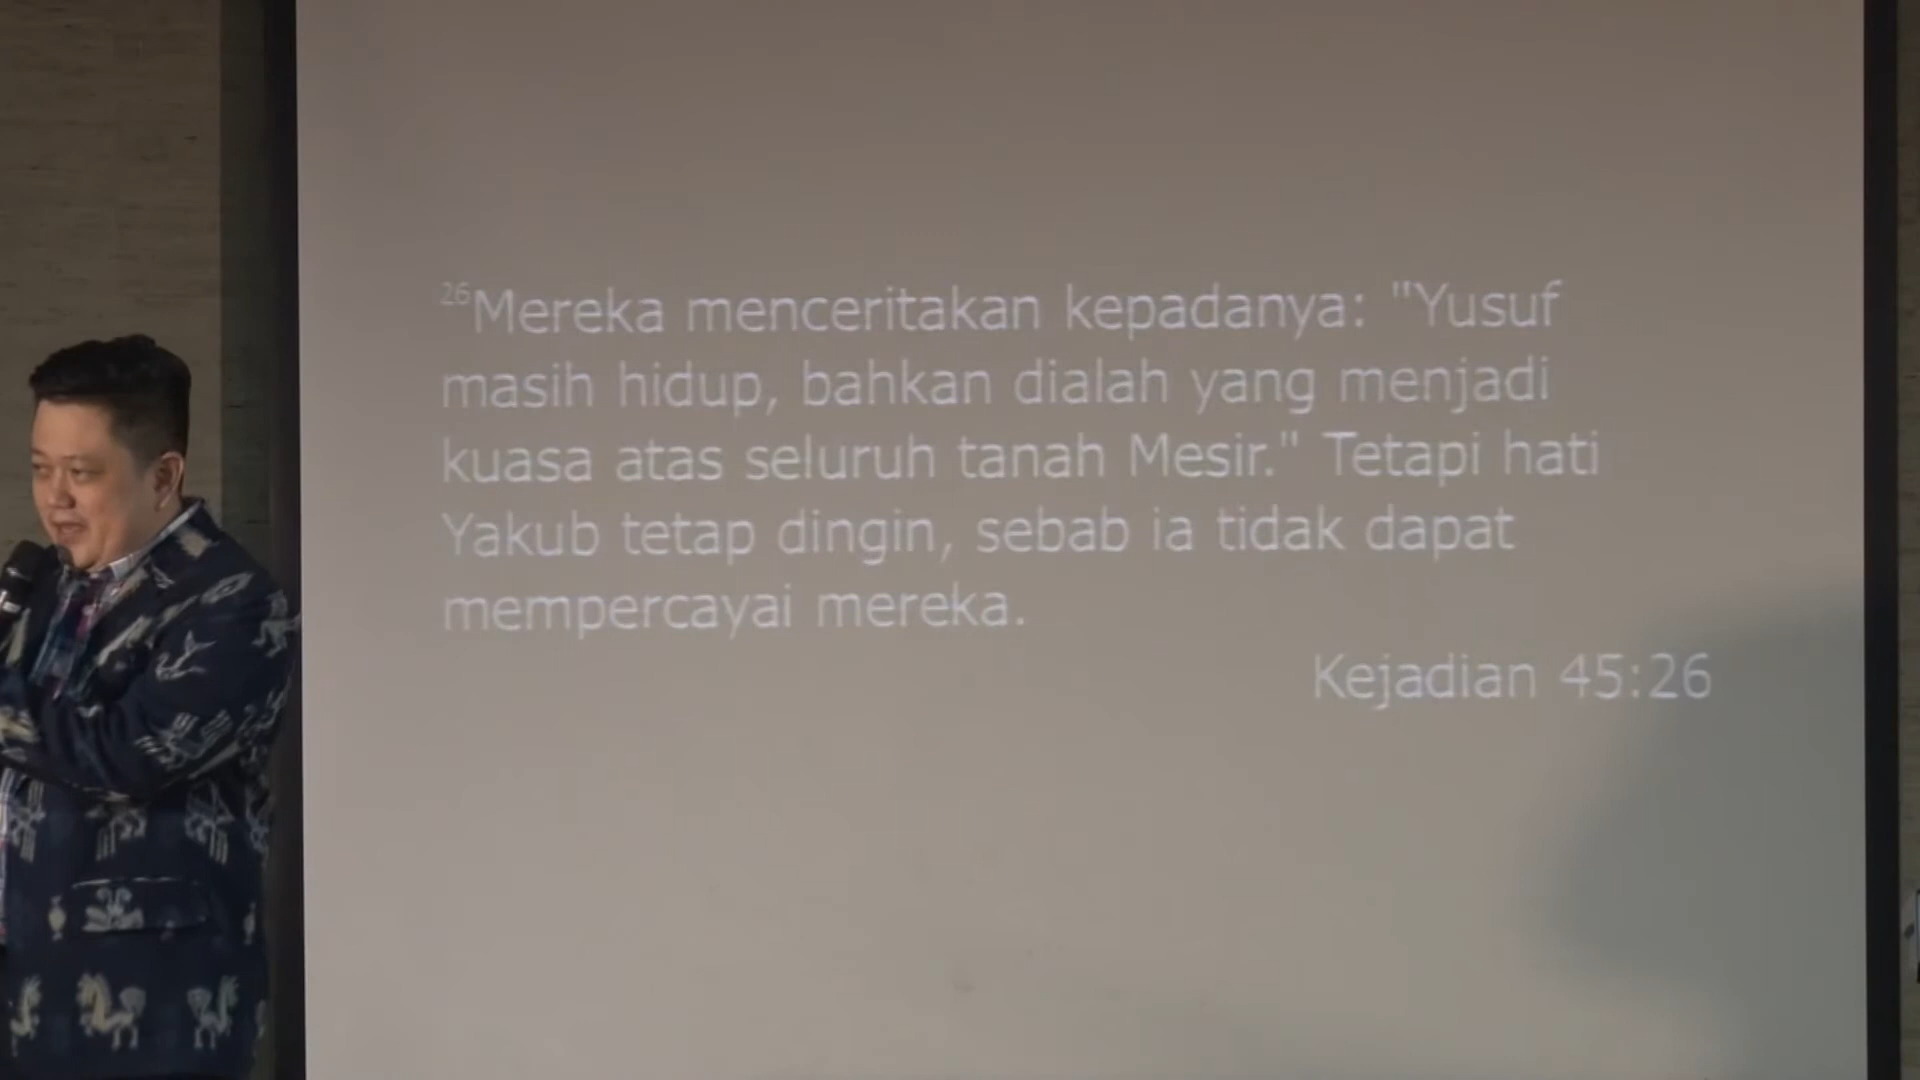 26Mereka menceritakan kepadanya: "Yusuf
masih hidup, bahkan dialah yang menjadi
kuasa atas seluruh tanah Mesir." Tetapi hati
Yakub tetap dingin, sebab ia tidak dapat
mempercayai mereka.
Kejadian 45:26